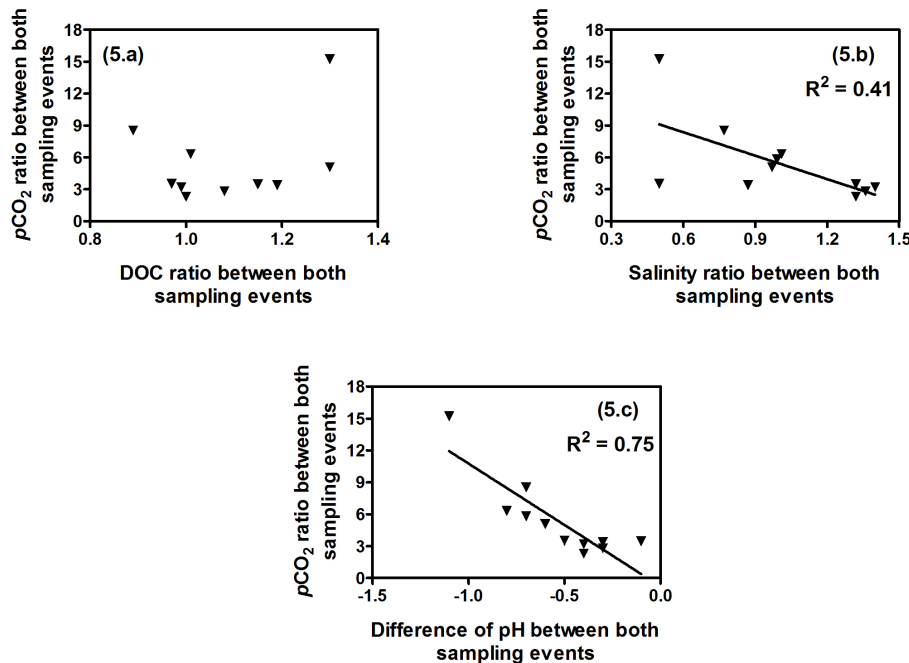 18
15
12
9
6
3
0
pCO2 ratio between both
sampling events
(5.a)
0.8 1.0 1.2 1.4
DOC ratio between both
sampling events
18
15
12
9
6
3
0
pCO2 ratio between both
sampling events
(5.b)
R2 = 0.41
0.3 0.6 0.9 1.2 1.5
Salinity ratio between both
sampling events
18
15
12
9
6
3
0
pCO2 ratio between both
sampling events
(5.c)
R2 = 0.75
-1.5 -1.0 -0.5 0.0
Difference of pH between both
sampling events